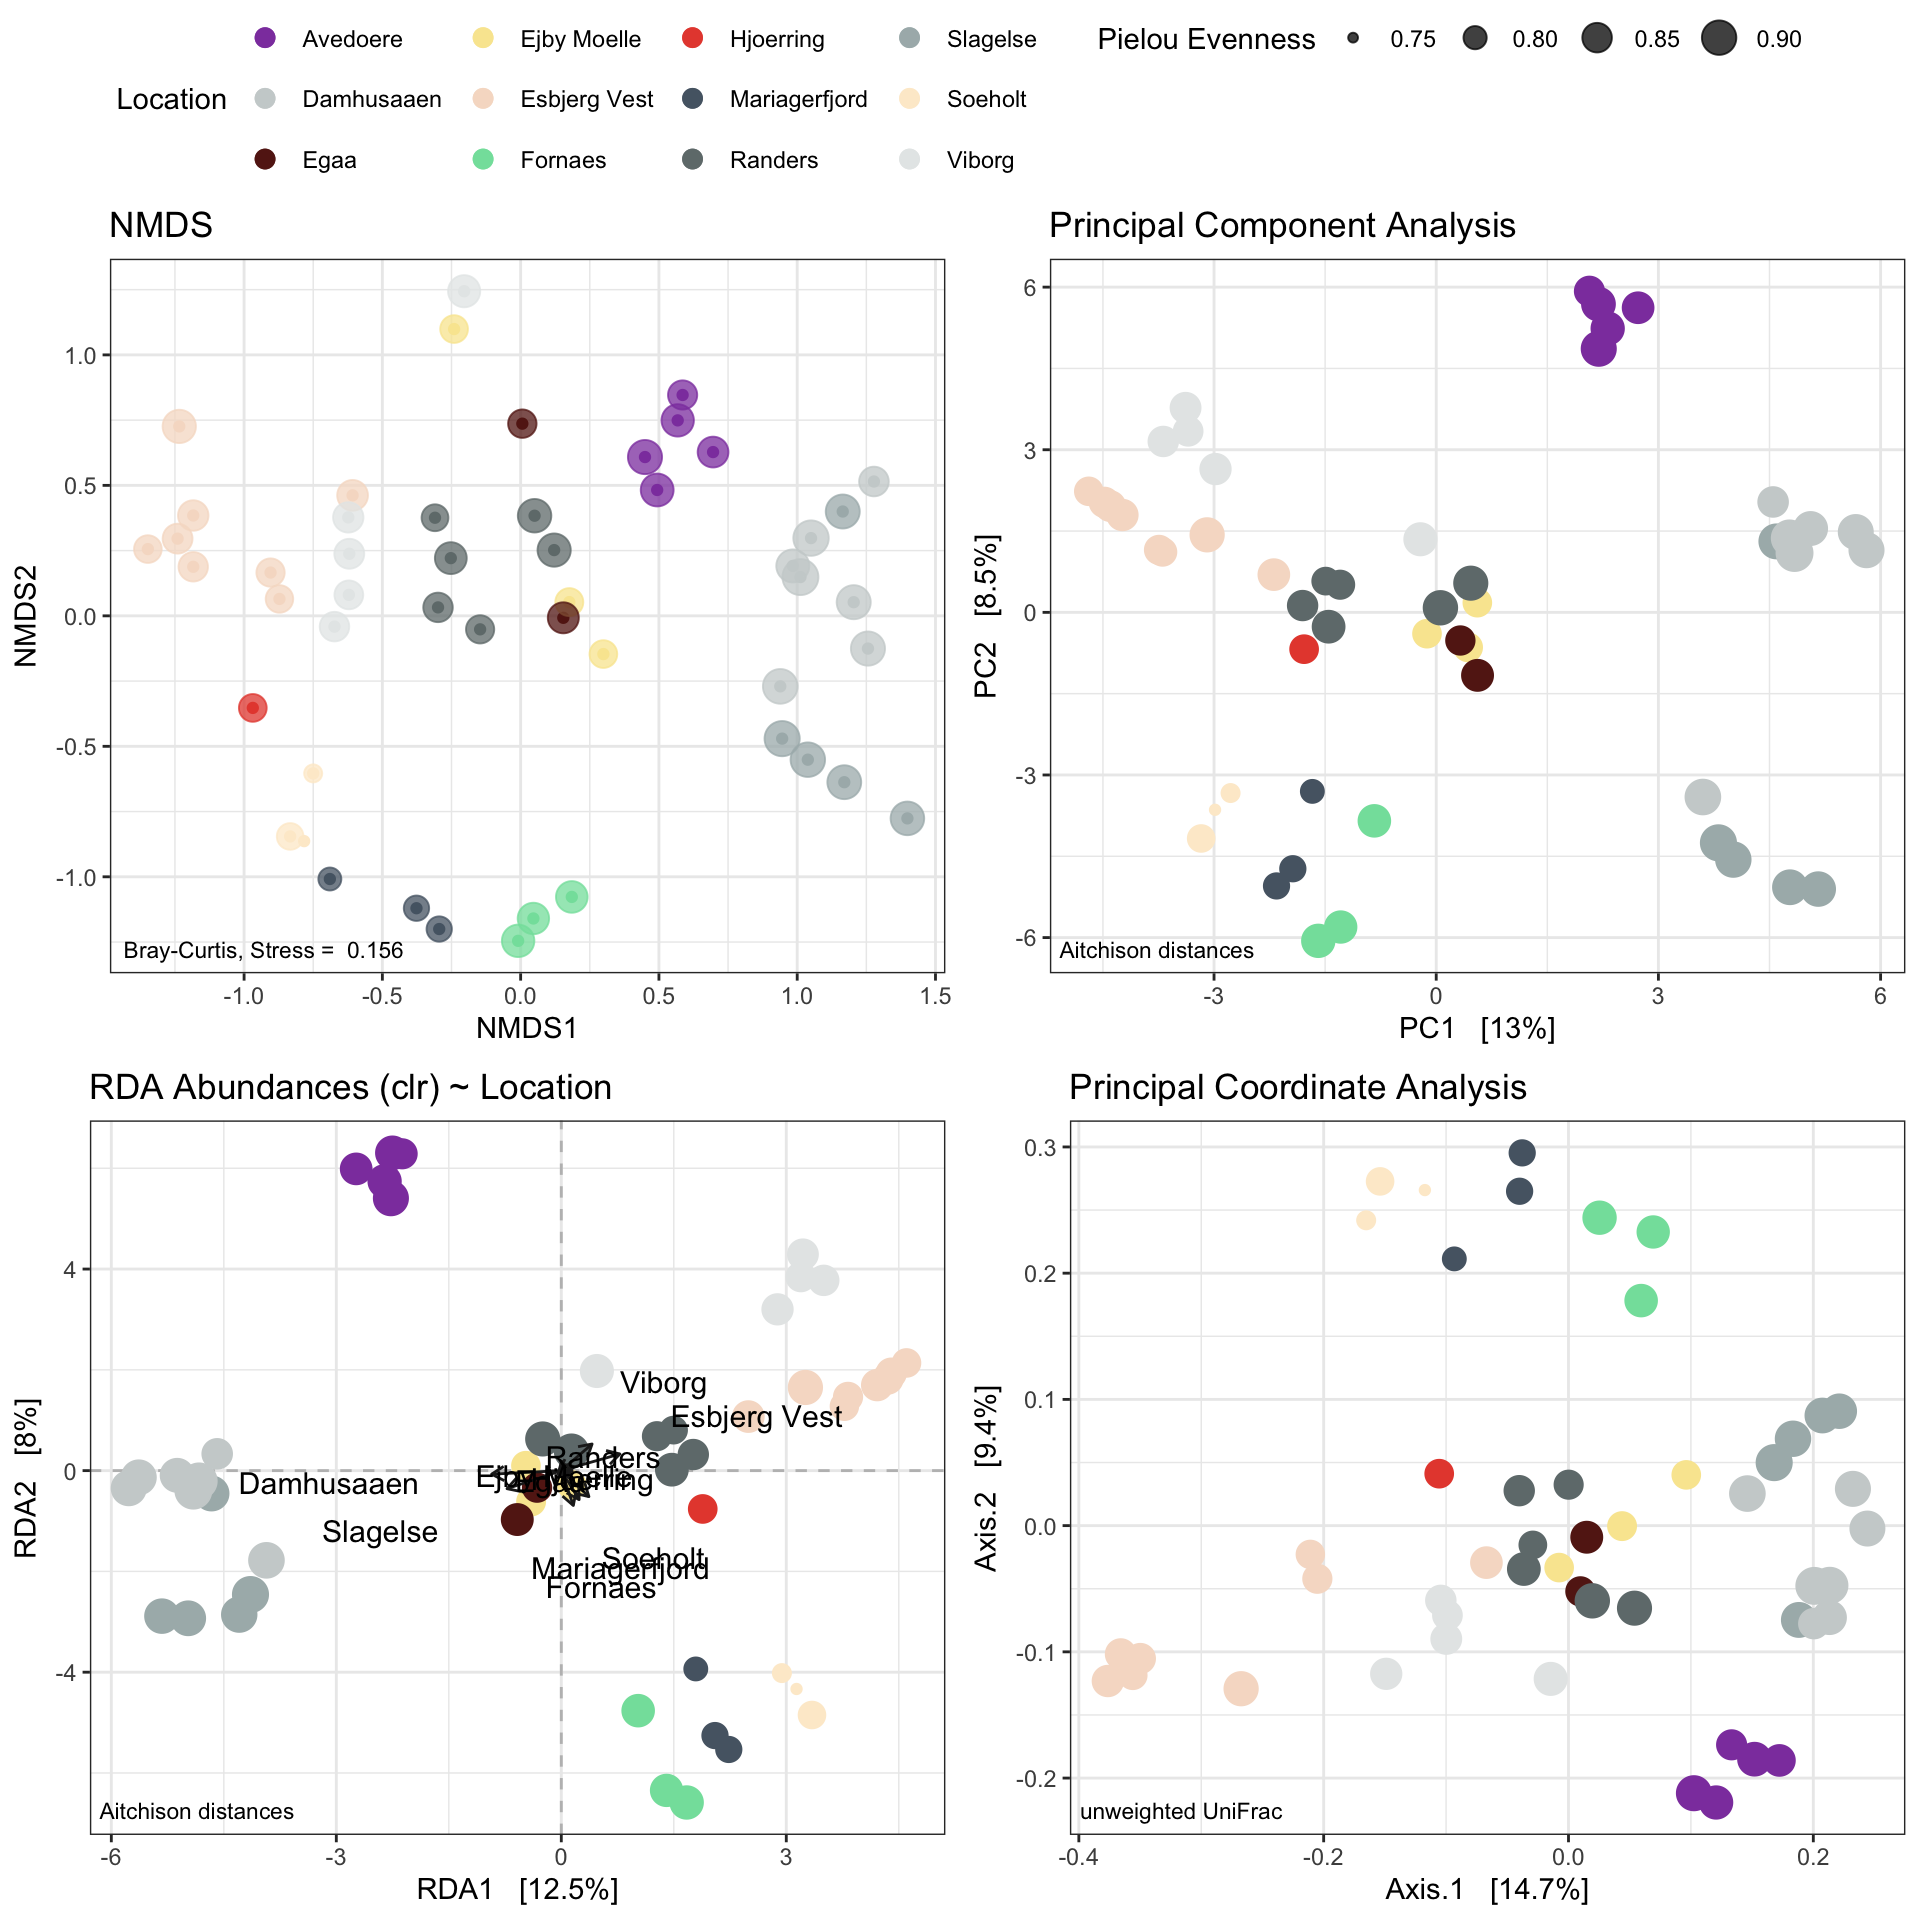 Location
Avedoere
Ejby Moelle
Hjoerring
Slagelse
Damhusaaen
Esbjerg Vest
Mariagerfjord
Soeholt
Egaa
Fornaes
Randers
Viborg
Pielou Evenness
0.75
0.80
0.85
0.90
NMDS
1.0
0.5
0.0
-0.5
-1.0
NMDS2
Bray-Curtis, Stress =  0.156
-1.0
-0.5
0.0
0.5
1.0
1.5
NMDS1
Principal Component Analysis
6
3
0
-3
-6
PC2 [8.5%]
Aitchison distances
-3
0
3
6
PC1 [13%]
RDA Abundances (clr) ~ Location
4
0
-4
RDA2 [8%]
Viborg
Esbjerg Vest
Randers
Damhusaaen
Ejby Moelle
Hjoerring
Slagelse
Soeholt
Mariagerfjord
Fornaes
Aitchison distances
-6
-3
0
3
RDA1 [12.5%]
Principal Coordinate Analysis
0.3
0.2
0.1
0.0
-0.1
-0.2
Axis.2 [9.4%]
unweighted UniFrac
-0.4
-0.2
0.0
0.2
Axis.1 [14.7%]